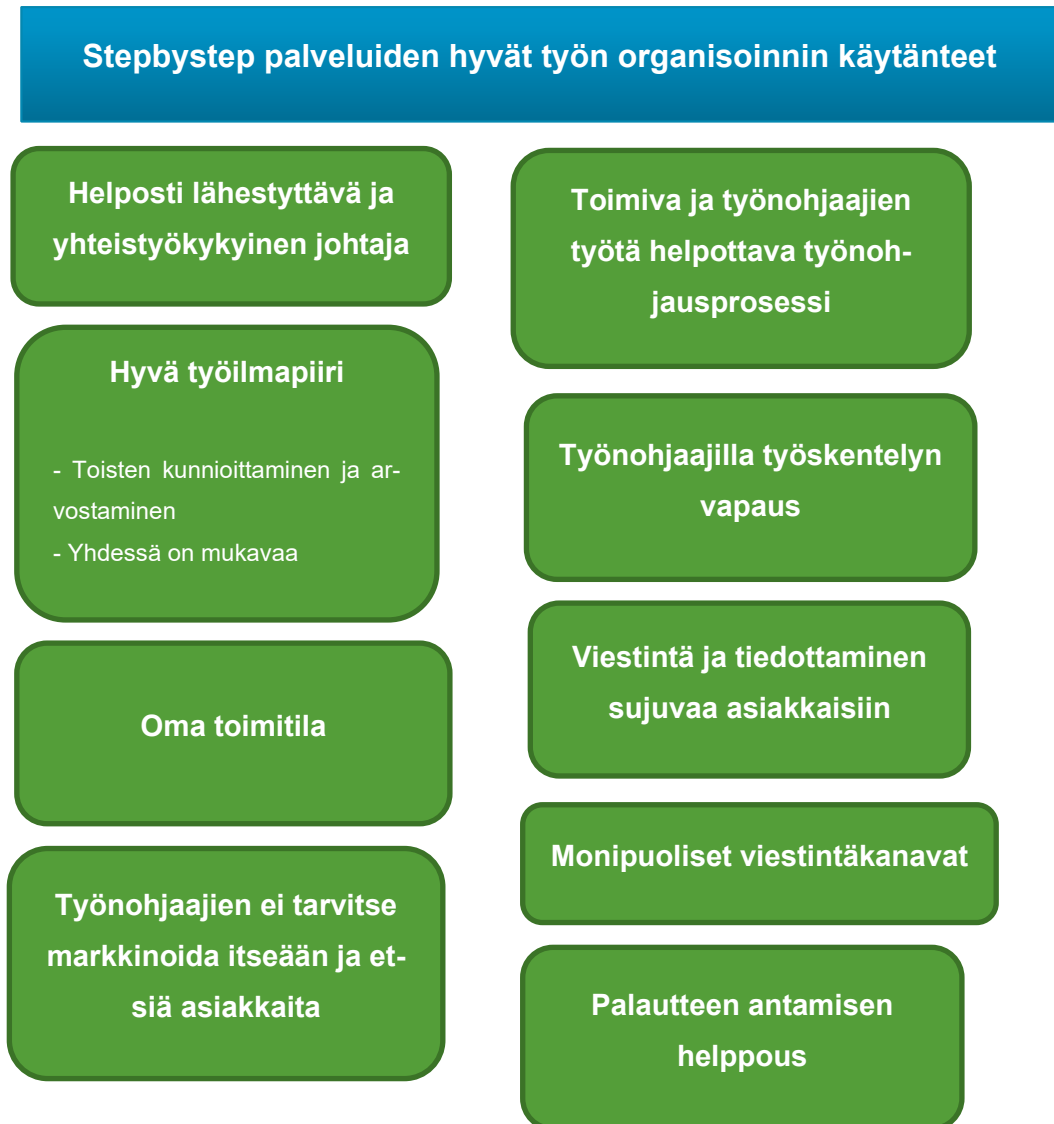 Stepbystep palveluiden hyvät työn organisoinnin käytänteet
Helposti lähestyttävä ja
yhteistyökykyinen johtaja
Hyvä työilmapiiri
- Toisten kunnioittaminen ja ar-
vostaminen
- Yhdessä on mukavaa
Oma toimitila
Työnohjaajien ei tarvitse
markkinoida itseään ja et-
siä asiakkaita
Toimiva ja työnohjaajien
työtä helpottava työnoh-
jausprosessi
Työnohjaajilla työskentelyn
vapaus
Viestintä ja tiedottaminen
sujuvaa asiakkaisiin
Monipuoliset viestintäkanavat
Palautteen antamisen
helppous